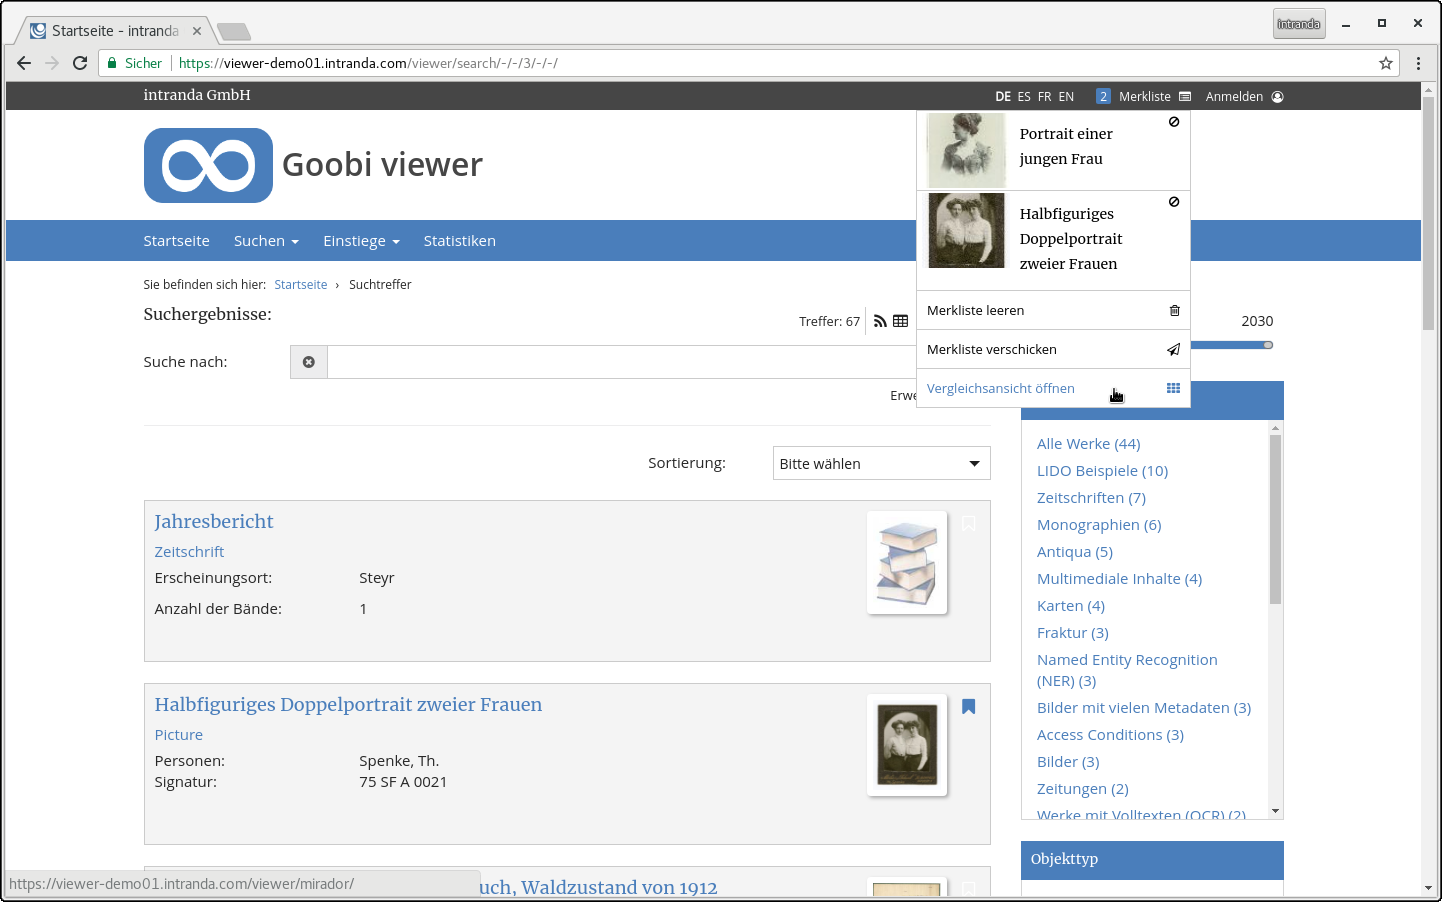 Startseite - intranda
intranda
Sicher
https://viewer-demo01.intranda.com/viewer/search/-/-/3/-/-/
intranda GmbH
DE ES FR EN
2 Merkliste
Anmelden
Goobi viewer
Portrait einer
jungen Frau
Halbfiguriges
Doppelportrait
zweier Frauen
Merkliste leeren
Merkliste verschicken
Vergleichsansicht öffnen
Startseite Suchen Einstiege Statistiken
Sie befinden sich hier: Startseite › Suchtreffer
Suchergebnisse:
Treffer: 67
2030
Suche nach:
Erwe
Sortierung: Bitte wählen
Jahresbericht
Zeitschrift
Erscheinungsort: Steyr
Anzahl der Bände: 1
Halbfiguriges Doppelportrait zweier Frauen
Picture
Personen: Spenke, Th.
Signatur: 75 SF A 0021
uch, Waldzustand von 1912
Alle Werke (44)
LIDO Beispiele (10)
Zeitschriften (7)
Monographien (6)
Antiqua (5)
Multimediale Inhalte (4)
Karten (4)
Fraktur (3)
Named Entity Recognition
(NER) (3)
Bilder mit vielen Metadaten (3)
Access Conditions (3)
Bilder (3)
Zeitungen (2)
Werke mit Volltexten (OCR) (2)
Objekttyp
https://viewer-demo01.intranda.com/viewer/mirador/